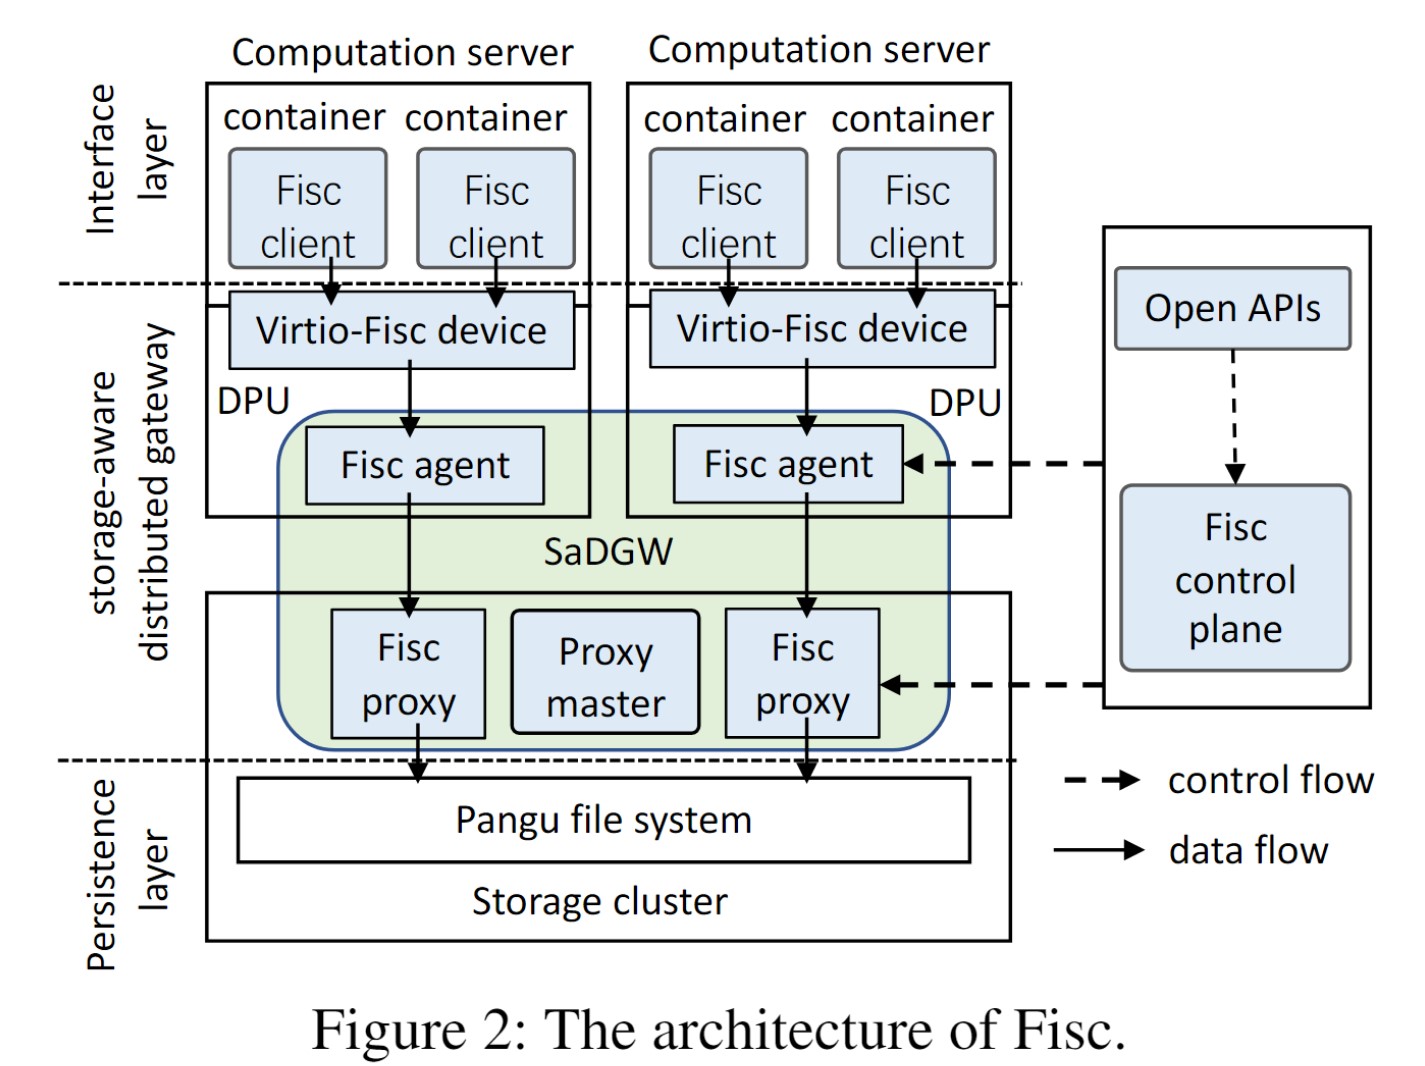 Computation server
Computation server
Interface
layer
container
container
container
container
Fisc
client
Fisc
client
Fisc
client
Fisc
client
storage-aware
distributed gateway
Virtio-Fisc device
Virtio-Fisc device
DPU
DPU
Fisc agent
Fisc agent
SaDGW
Fisc
proxy
Proxy
master
Fisc
proxy
Open APIs
Fisc
control
plane
Persistence
layer
Pangu file system
Storage cluster
control flow
data flow
Figure 2: The architecture of Fisc.